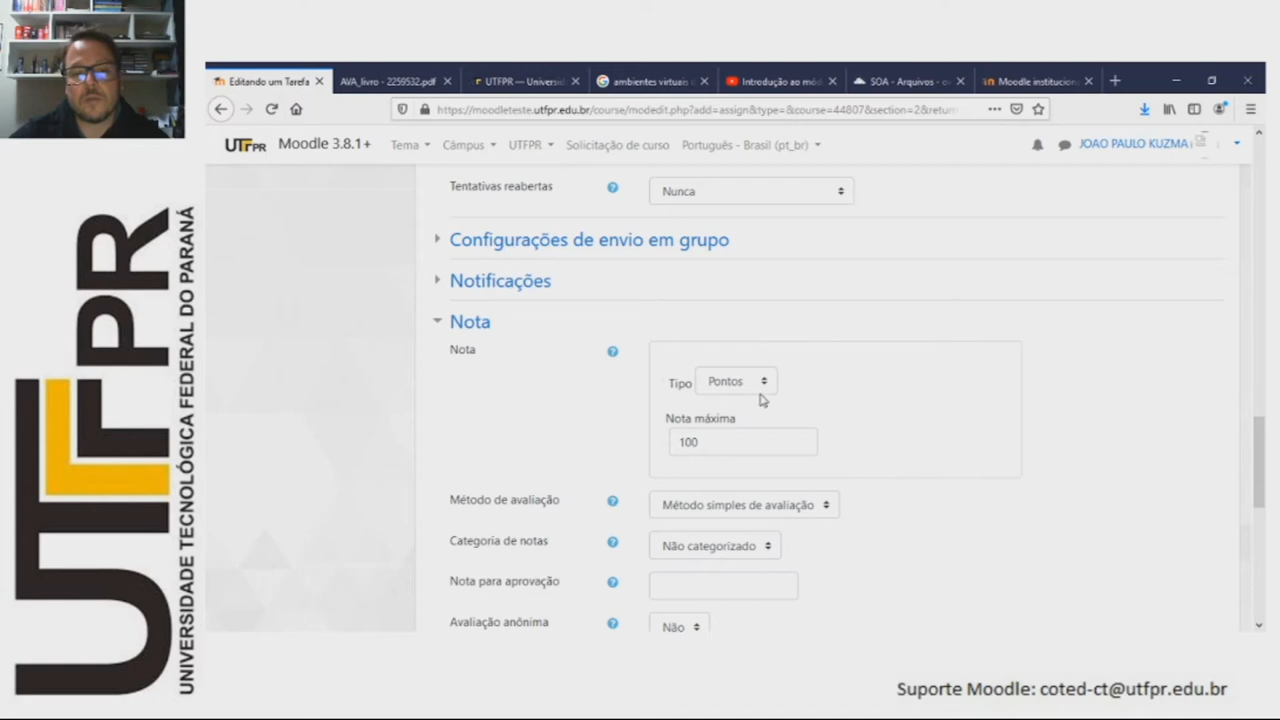 Editando um Tarefa
AVA_livro - 2259532.pdf
UTFPR — Universi
ambientes virtuais
Introdução ao mód
SOA - Arquivos - o
Moodle institucion
https://moodleteste.utfpr.edu.br/course/modedit.php?add=assign&type=&course=44807&section=2&return
UTFPR Moodle 3.8.1+ Tema Câmpus UTFPR Solicitação de curso Português - Brasil (pt_br) JOAO PAULO KUZMA
Tentativas reabertas Nunca
Configurações de envio em grupo
Notificações
Nota
Nota
Tipo Pontos
Nota máxima
100
Método de avaliação Método simples de avaliação
Categoria de notas Não categorizado
Nota para aprovação
Avaliação anônima Não
UTFPR
UNIVERSIDADE TECNOLÓGICA FEDERAL DO PARANÁ
Suporte Moodle: coted-ct@utfpr.edu.br